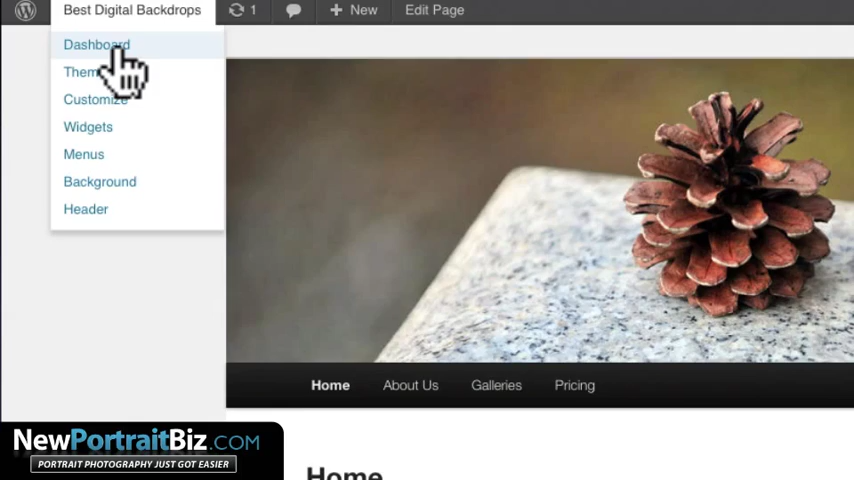 Best Digital Backdrops 1 + New Edit Page
Dashboard
Them
Customize
Widgets
Menus
Background
Header
Home About Us Galleries Pricing
Home
NewPortraitBiz.COM
PORTRAIT PHOTOGRAPHY JUST GOT EASIER